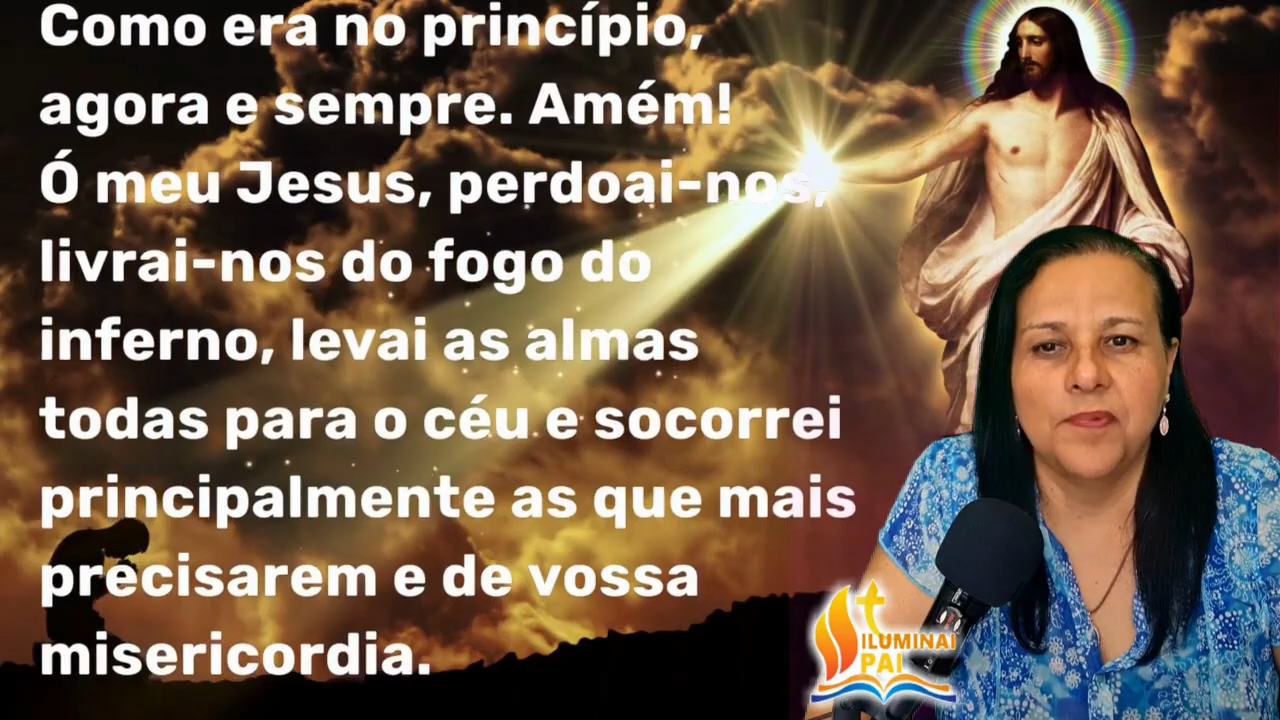 Como era no princípio,
agora e sempre. Amém!
Ó meu Jesus, perdoai-nos,
livrai-nos do fogo do
inferno, levai as almas
todas para o céu e socorrei
principalmente as que mais
precisarem e de vossa
misericordia.
ILUMINAI
PAI